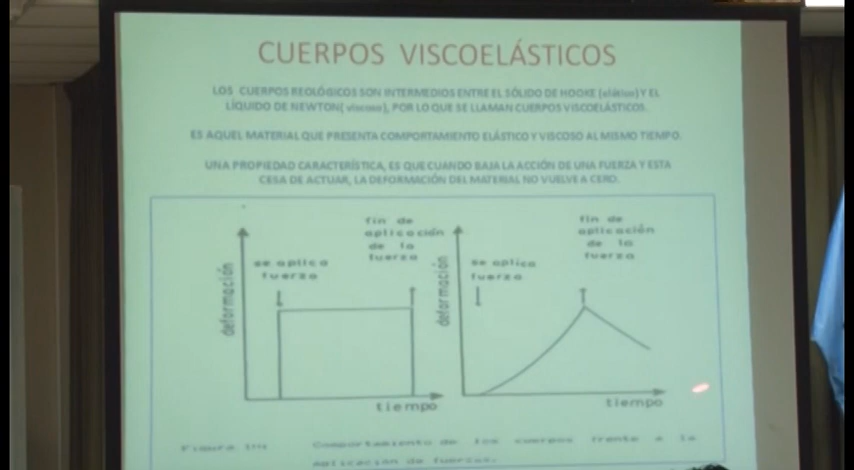 CUERPOS VISCOELÁSTICOS
LOS CUERPOS REOLÓGICOS SON INTERMEDIOS ENTRE EL SÓLIDO DE HOOKE (elástico) Y EL
LÍQUIDO DE NEWTON( viscoso), POR LO QUE SE LLAMAN CUERPOS VISCOELÁSTICOS.
ES AQUEL MATERIAL QUE PRESENTA COMPORTAMIENTO ELÁSTICO Y VISCOSO AL MISMO TIEMPO.
UNA PROPIEDAD CARACTERÍSTICA, ES QUE CUANDO BAJA LA ACCIÓN DE UNA FUERZA Y ESTA
CESA DE ACTUAR, LA DEFORMACIÓN DEL MATERIAL NO VUELVE A CERO.
fin de
aplicación
de la
fuerza
se aplica
fuerza
deformación
tiempo
fin de
aplicación
de la
fuerza
se aplica
fuerza
deformación
tiempo
Figura
Comportamiento de los cuerpos frente a la
aplicación de fuerzas.